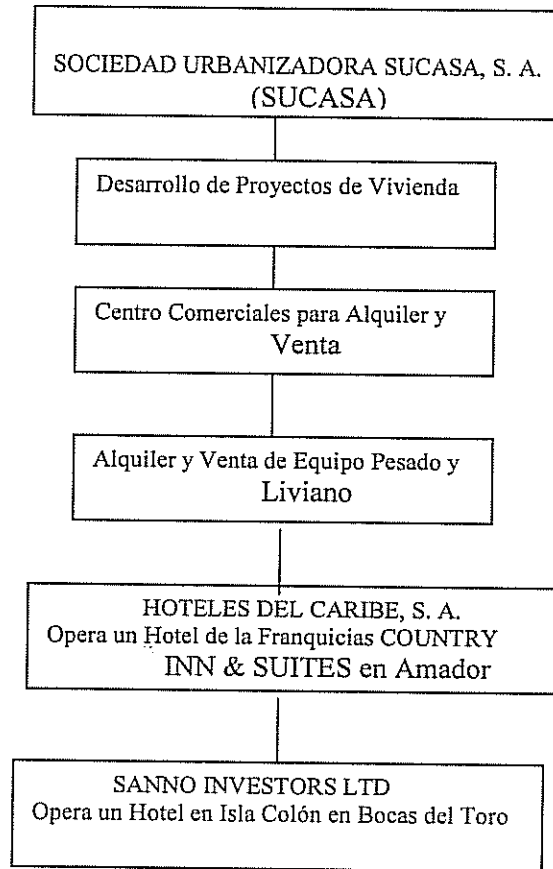 SOCIEDAD URBANIZADORA SUCASA, S. A.
(SUCASA)
Desarrollo de Proyectos de Vivienda
Centro Comerciales para Alquiler y
Venta
Alquiler y Venta de Equipo Pesado y
Liviano
HOTELES DEL CARIBE, S. A.
Opera un Hotel de la Franquicias COUNTRY
INN & SUITES en Amador
SANNO INVESTORS LTD
Opera un Hotel en Isla Colón en Bocas del Toro